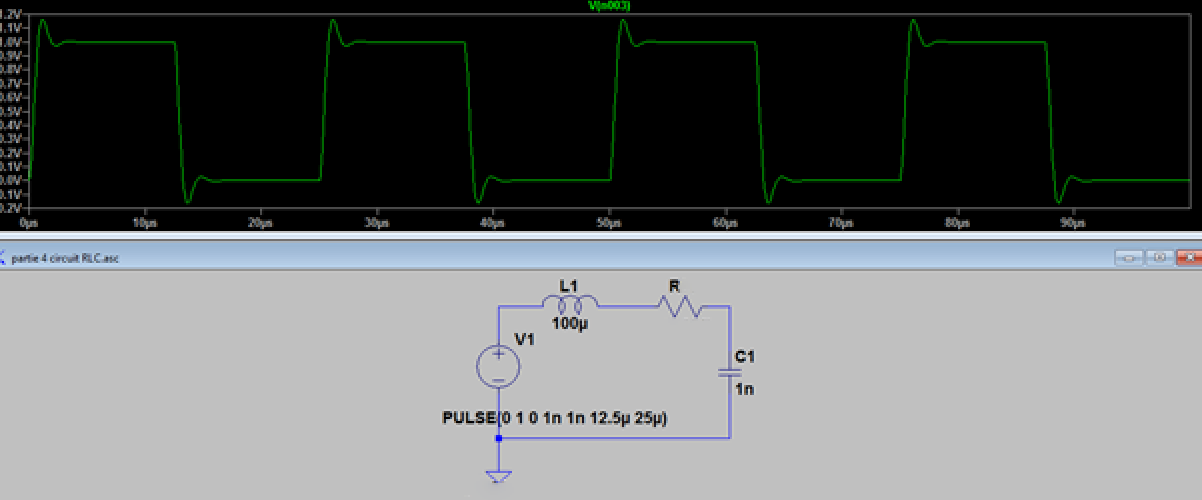 V(n003)
1.2V
1.1V
1.0V
0.9V
0.8V
0.7V
0.6V
0.5V
0.4V
0.3V
0.2V
0.1V
0.0V
0.1V
0.2V
0µs 10µs 20µs 30µs 40µs 50µs 60µs 70µs 80µs 90µs
partie 4 circuit RLC.asc
L1
R
100µ
V1
C1
1n
PULSE(0 1 0 1n 1n 12.5µ 25µ)